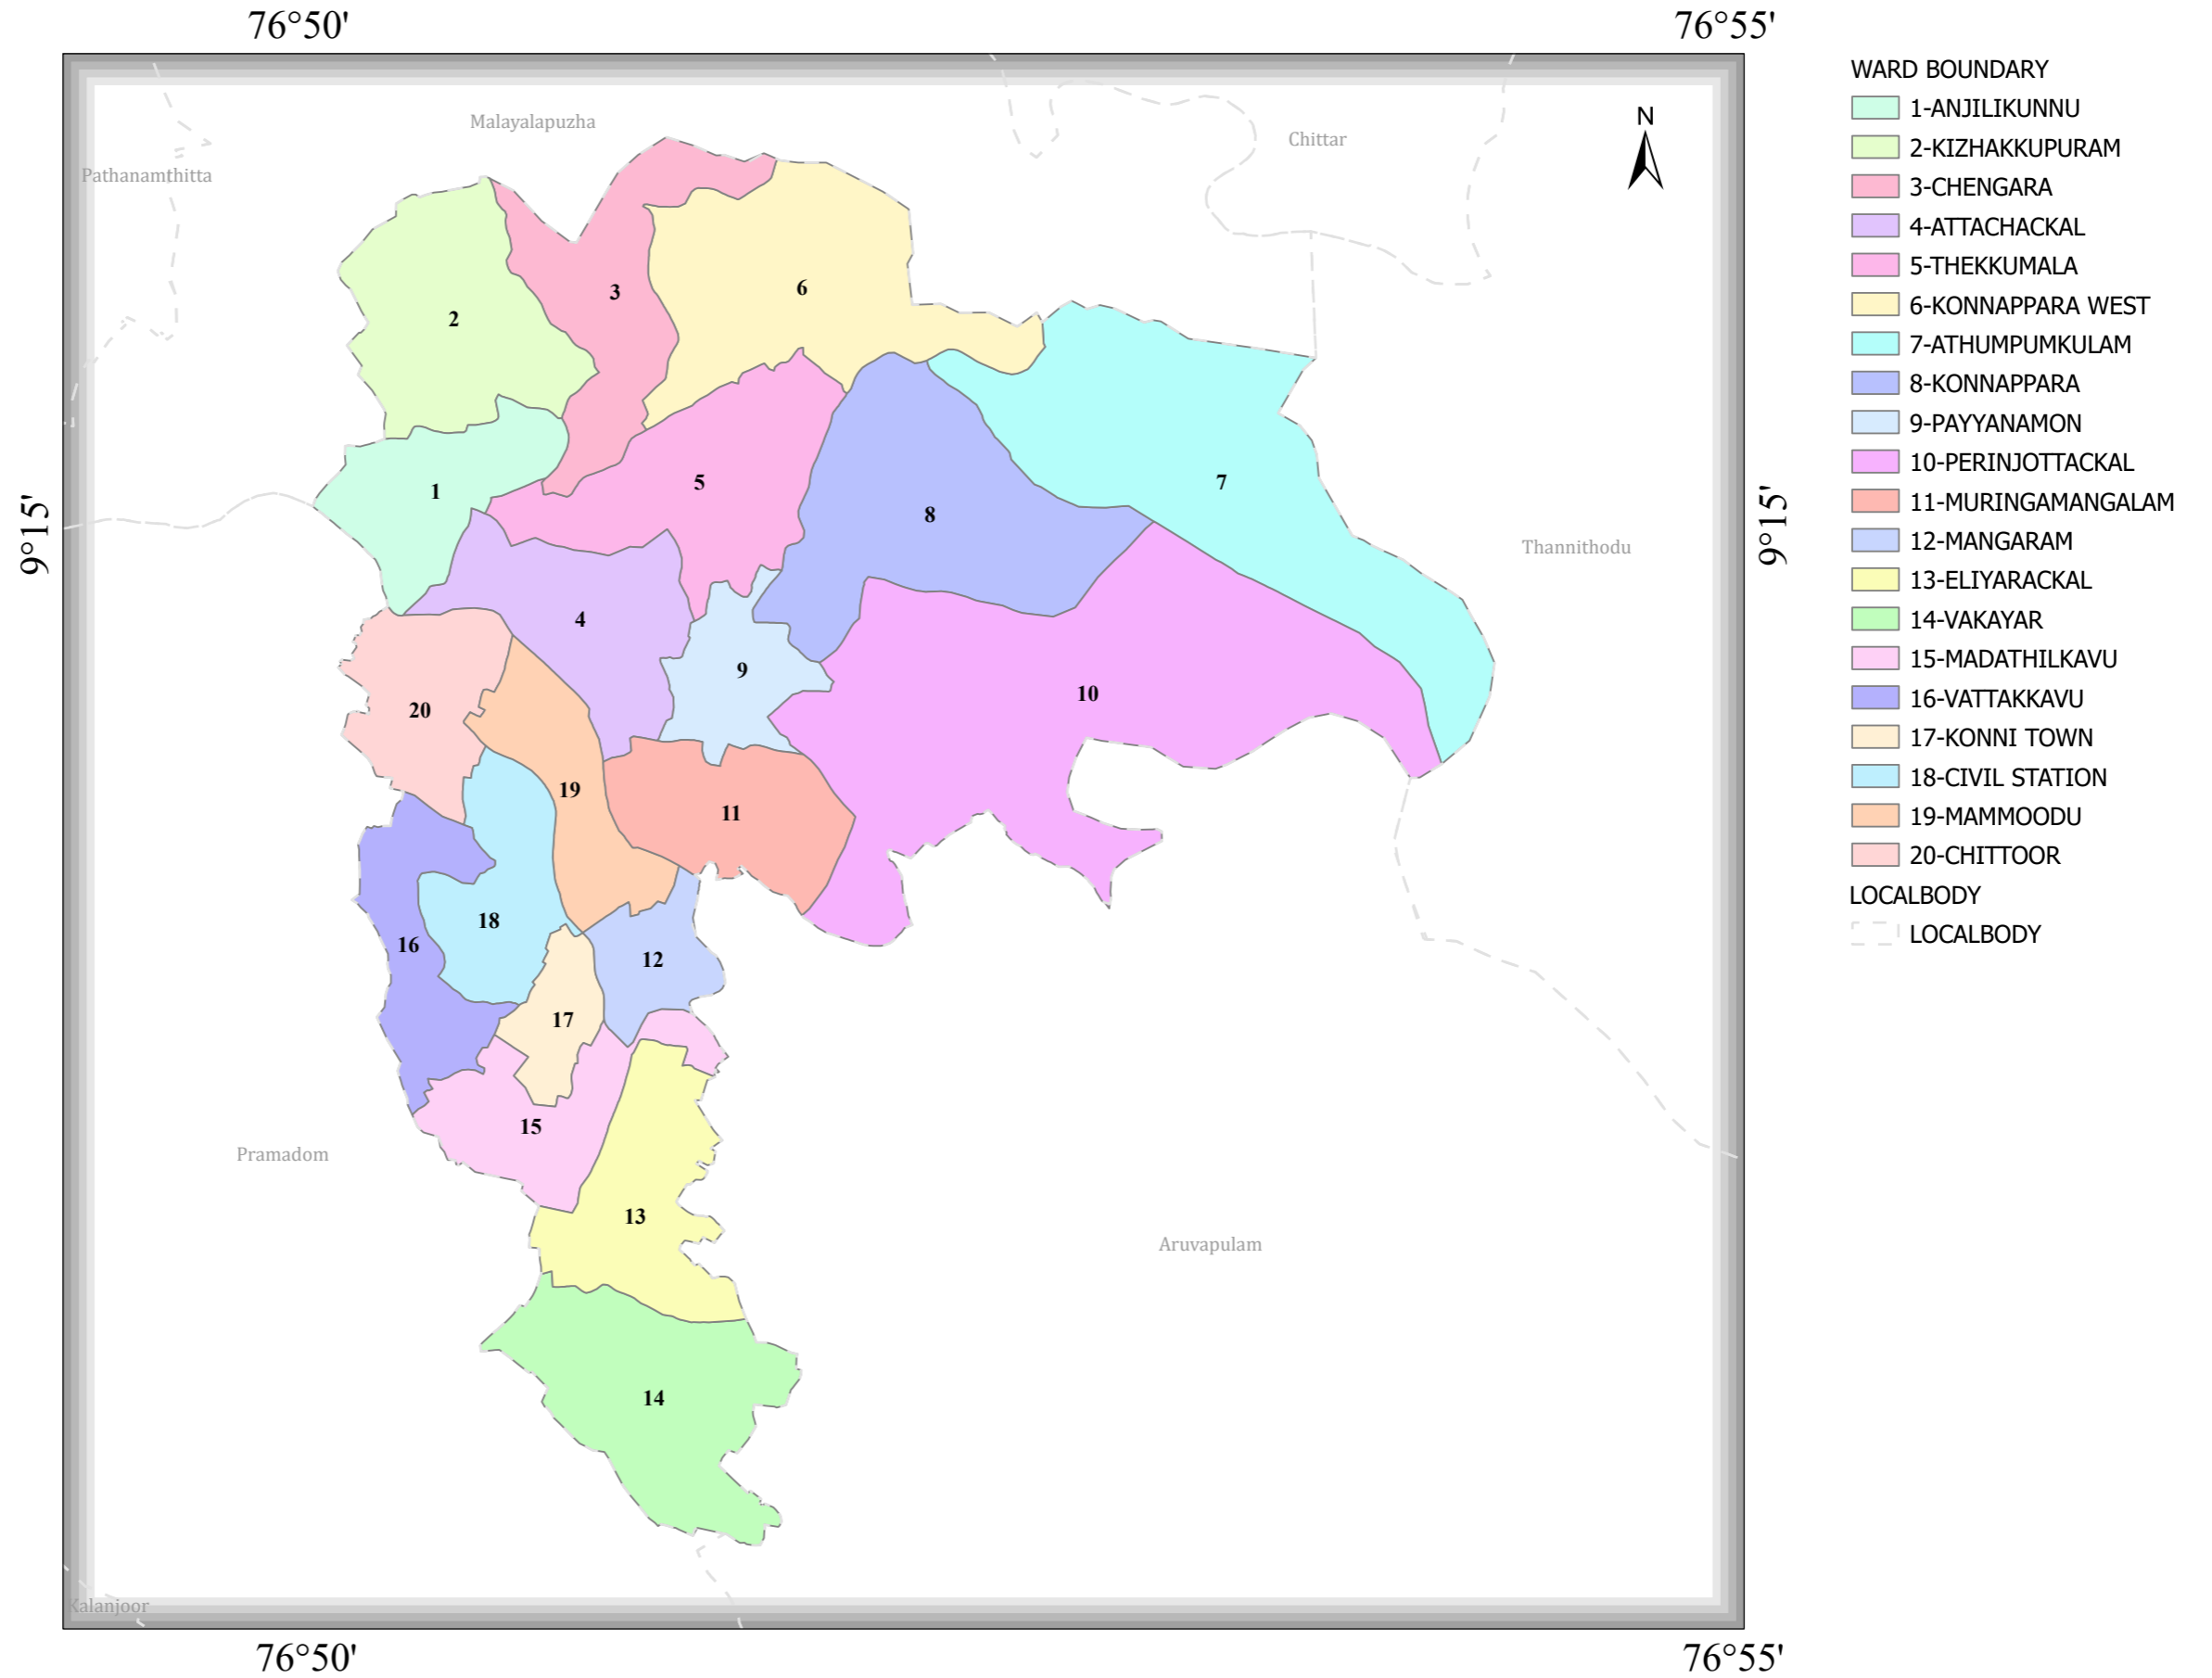 76°50'
76°55'
WARD BOUNDARY
1-ANJILIKUNNU
2-KIZHAKKUPURAM
3-CHENGARA
4-ATTACHACKAL
5-THEKKUMALA
6-KONNAPPARA WEST
7-ATHUMPUMKULAM
8-KONNAPPARA
9-PAYYANAMON
10-PERINJOTTACKAL
11-MURINGAMANGALAM
12-MANGARAM
13-ELIYARACKAL
14-VAKAYAR
15-MADATHILKAVU
16-VATTAKKAVU
17-KONNI TOWN
18-CIVIL STATION
19-MAMMOODU
20-CHITTOOR
LOCALBODY
LOCALBODY
N
Malayalapuzha
Chittar
Pathanamthitta
6
3
2
5
1
7
8
9°15'
9°15'
Thannithodu
4
9
10
20
19
11
18
16
12
17
15
Pramadom
13
Aruvapulam
14
Kalanjoor
76°50'
76°55'